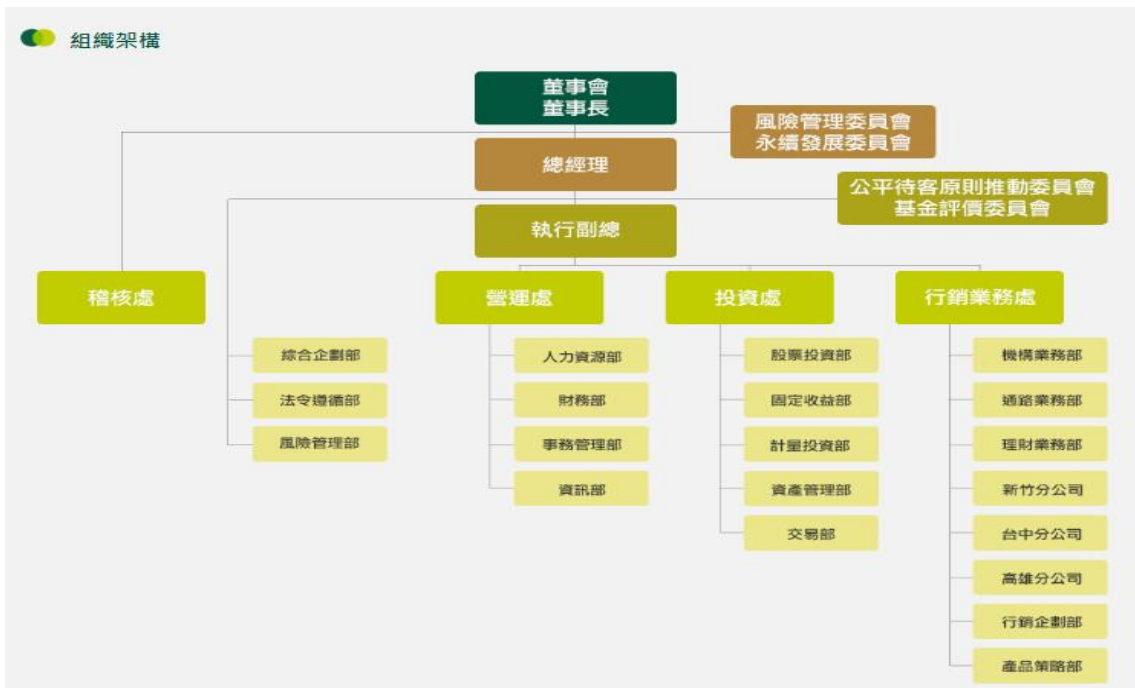 組織架構
董事會
董事長
風險管理委員會
永續發展委員會
總經理
公平待客原則推動委員會
基金評價委員會
執行副總
稽核處
營運處
投資處
行銷業務處
綜合企劃部
法令遵循部
風險管理部
人力資源部
財務部
事務管理部
資訊部
股票投資部
固定收益部
計量投資部
資產管理部
交易部
機構業務部
通路業務部
理財業務部
新竹分公司
台中分公司
高雄分公司
行銷企劃部
產品策略部